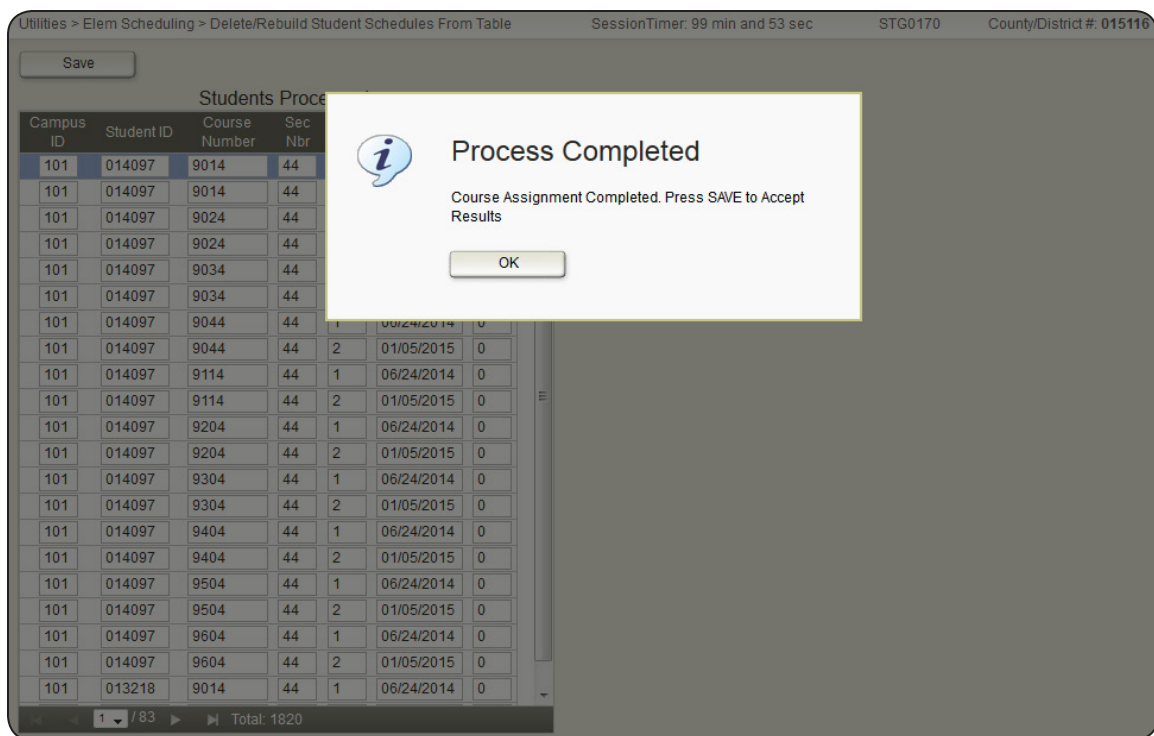 Utilities > Elem Scheduling > Delete/Rebuild Student Schedules From Table SessionTimer: 99 min and 53 sec STG0170 County/District #: 015116
Save
Students
Campus ID Student ID Course Number Sec Nbr
101 014097 9014 44
101 014097 9014 44
101 014097 9024 44
101 014097 9024 44
101 014097 9034 44
101 014097 9034 44
101 014097 9044 44 1 06/24/2014 0
101 014097 9044 44 2 01/05/2015 0
101 014097 9114 44 1 06/24/2014 0
101 014097 9114 44 2 01/05/2015 0
101 014097 9204 44 1 06/24/2014 0
101 014097 9204 44 2 01/05/2015 0
101 014097 9304 44 1 06/24/2014 0
101 014097 9304 44 2 01/05/2015 0
101 014097 9404 44 1 06/24/2014 0
101 014097 9404 44 2 01/05/2015 0
101 014097 9504 44 1 06/24/2014 0
101 014097 9504 44 2 01/05/2015 0
101 014097 9604 44 1 06/24/2014 0
101 014097 9604 44 2 01/05/2015 0
101 013218 9014 44 1 06/24/2014 0
1 / 83 Total: 1820
Process Completed
Course Assignment Completed. Press SAVE to Accept
Results
OK